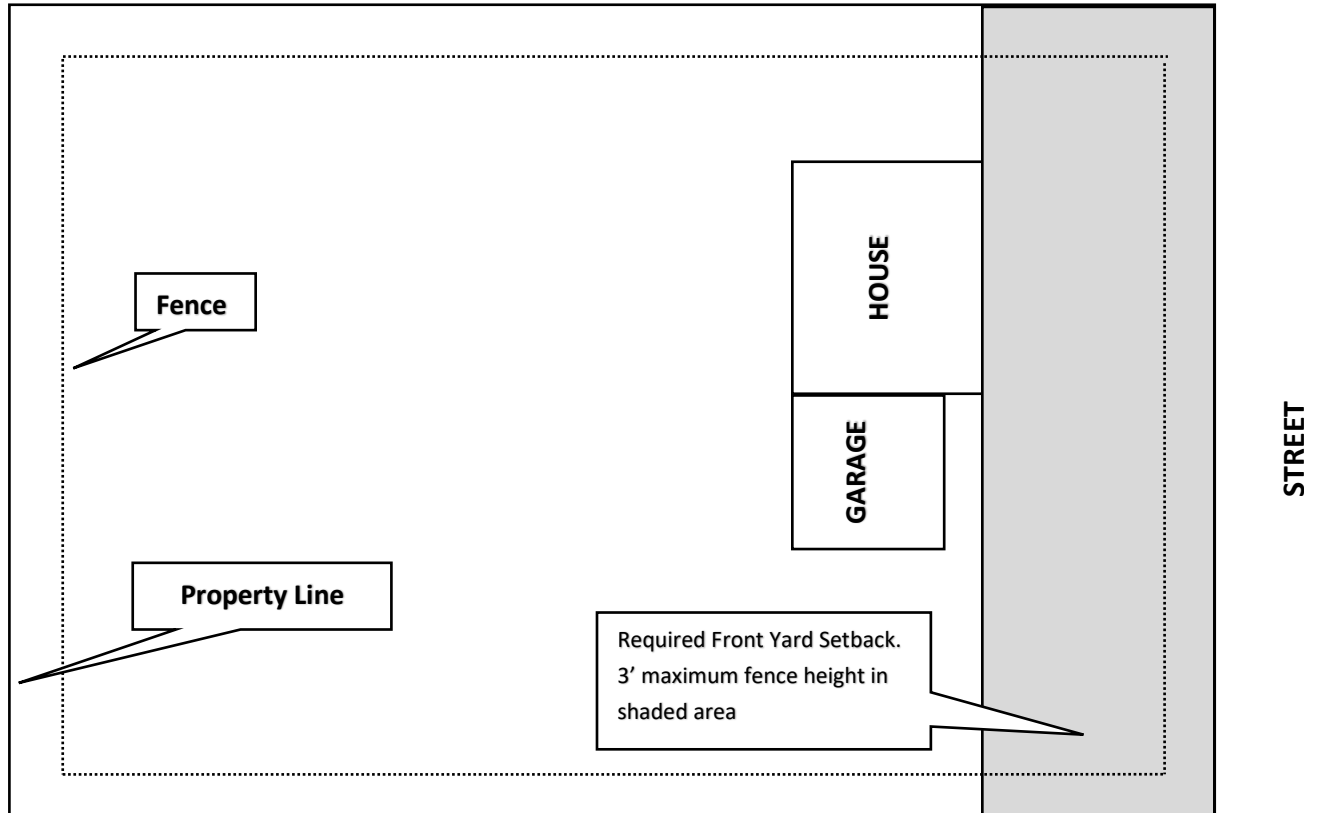 HOUSE
Fence
STREET
GARAGE
Property Line
Required Front Yard Setback.
3’ maximum fence height in
shaded area